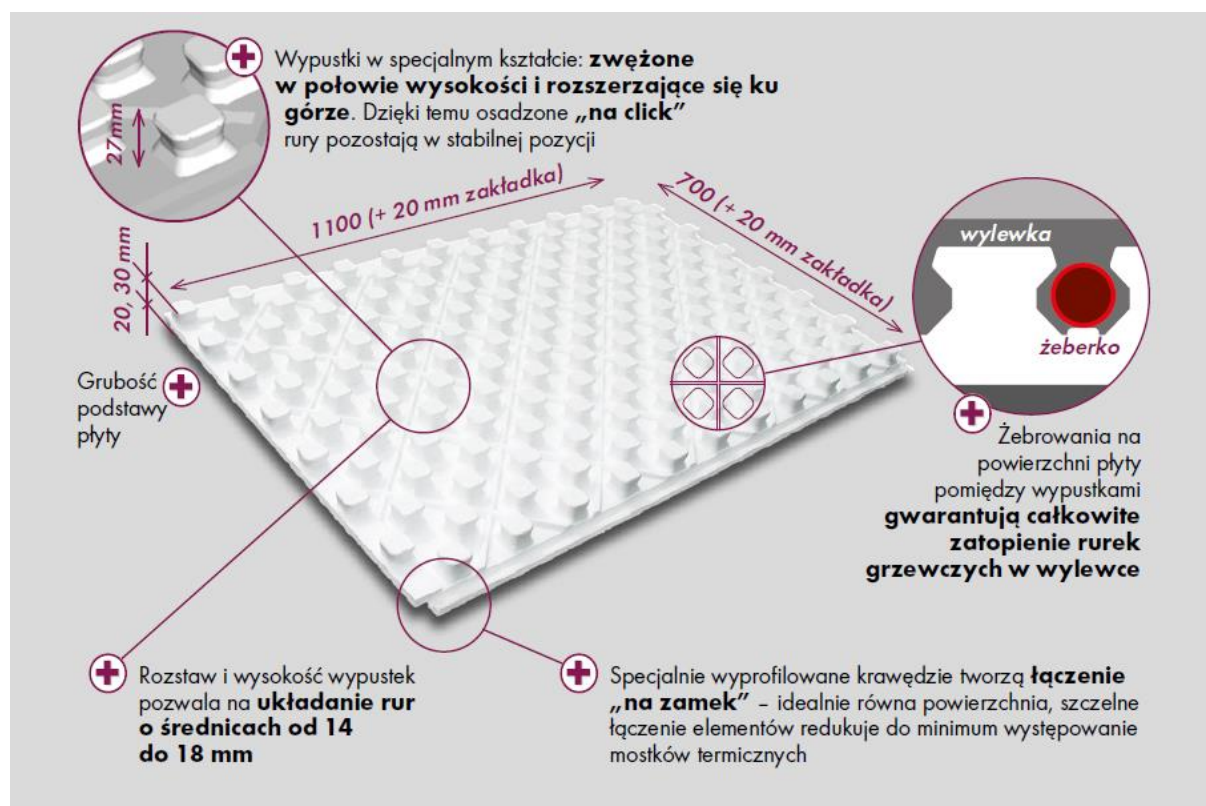 Wypustki w specjalnym kształcie: zwężone
w połowie wysokości i rozszerzające się ku
górze. Dzięki temu osadzone „na click”
rury pozostają w stabilnej pozycji
27mm
1100 (+ 20 mm zakładka)
700 (+ 20 mm zakładka)
20, 30 mm
wylewka
żeberko
Grubość
podstawy
płyty
Żebrowania na
powierzchni płyty
pomiędzy wypustkami
gwarantują całkowite
zatopienie rurek
grzewczych w wylewce
Rozstaw i wysokość wypustek
pozwala na układanie rur
o średnicach od 14
do 18 mm
Specjalnie wyprofilowane krawędzie tworzą łączenie
„na zamek” – idealnie równa powierzchnia, szczelne
łączenie elementów redukuje do minimum występowanie
mostków termicznych